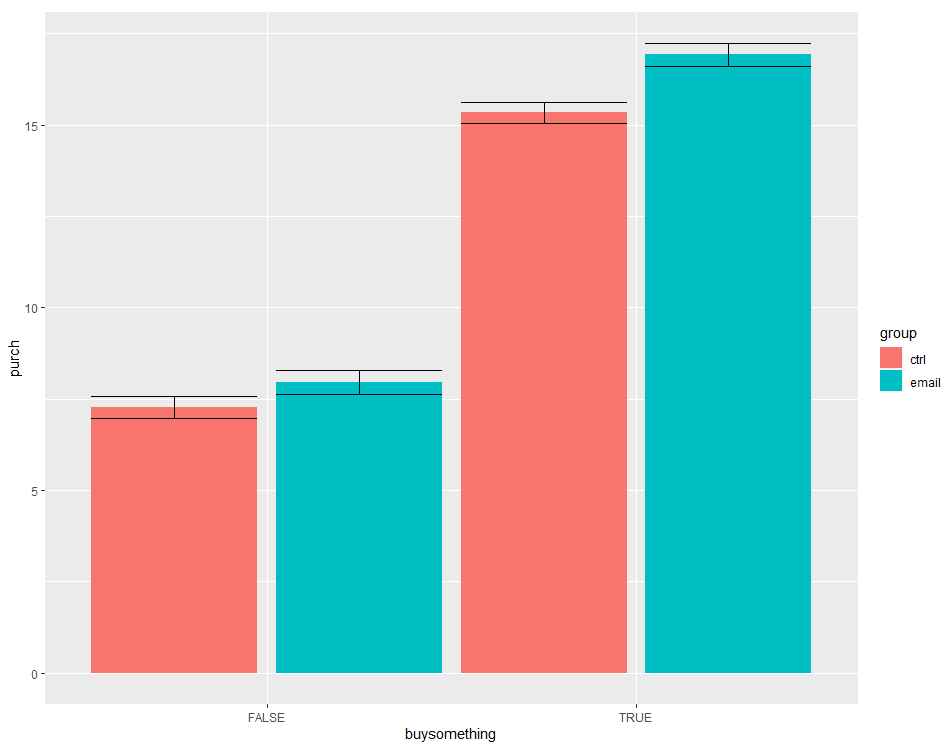 purch
15
10
5
0
FALSE
TRUE
buysomething
group
ctrl
email